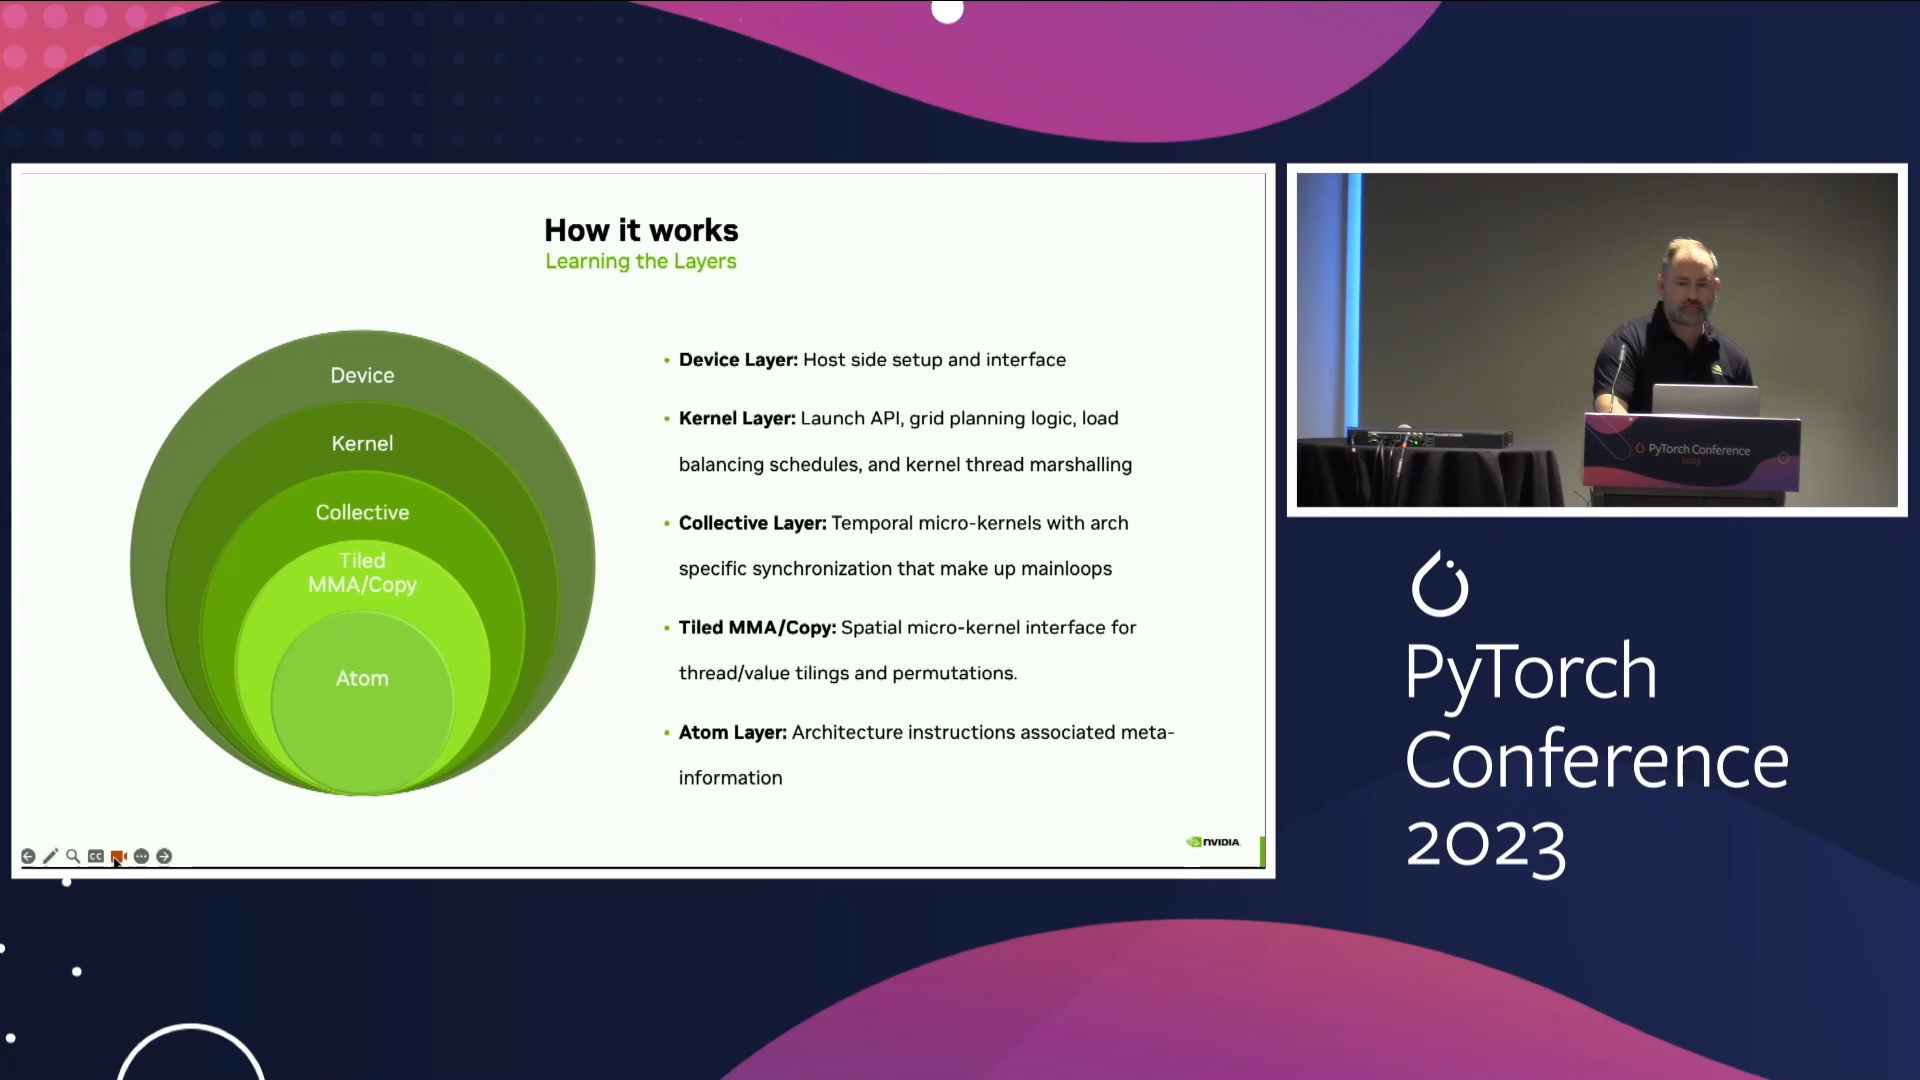 How it works
Learning the Layers
Device
Kernel
Collective
Tiled
MMA/Copy
Atom
• Device Layer: Host side setup and interface
• Kernel Layer: Launch API, grid planning logic, load
balancing schedules, and kernel thread marshalling
• Collective Layer: Temporal micro-kernels with arch
specific synchronization that make up mainloops
• Tiled MMA/Copy: Spatial micro-kernel interface for
thread/value tilings and permutations.
• Atom Layer: Architecture instructions associated meta-
information
CC
NVIDIA.
PyTorch Conference
2023
PyTorch
Conference
2023